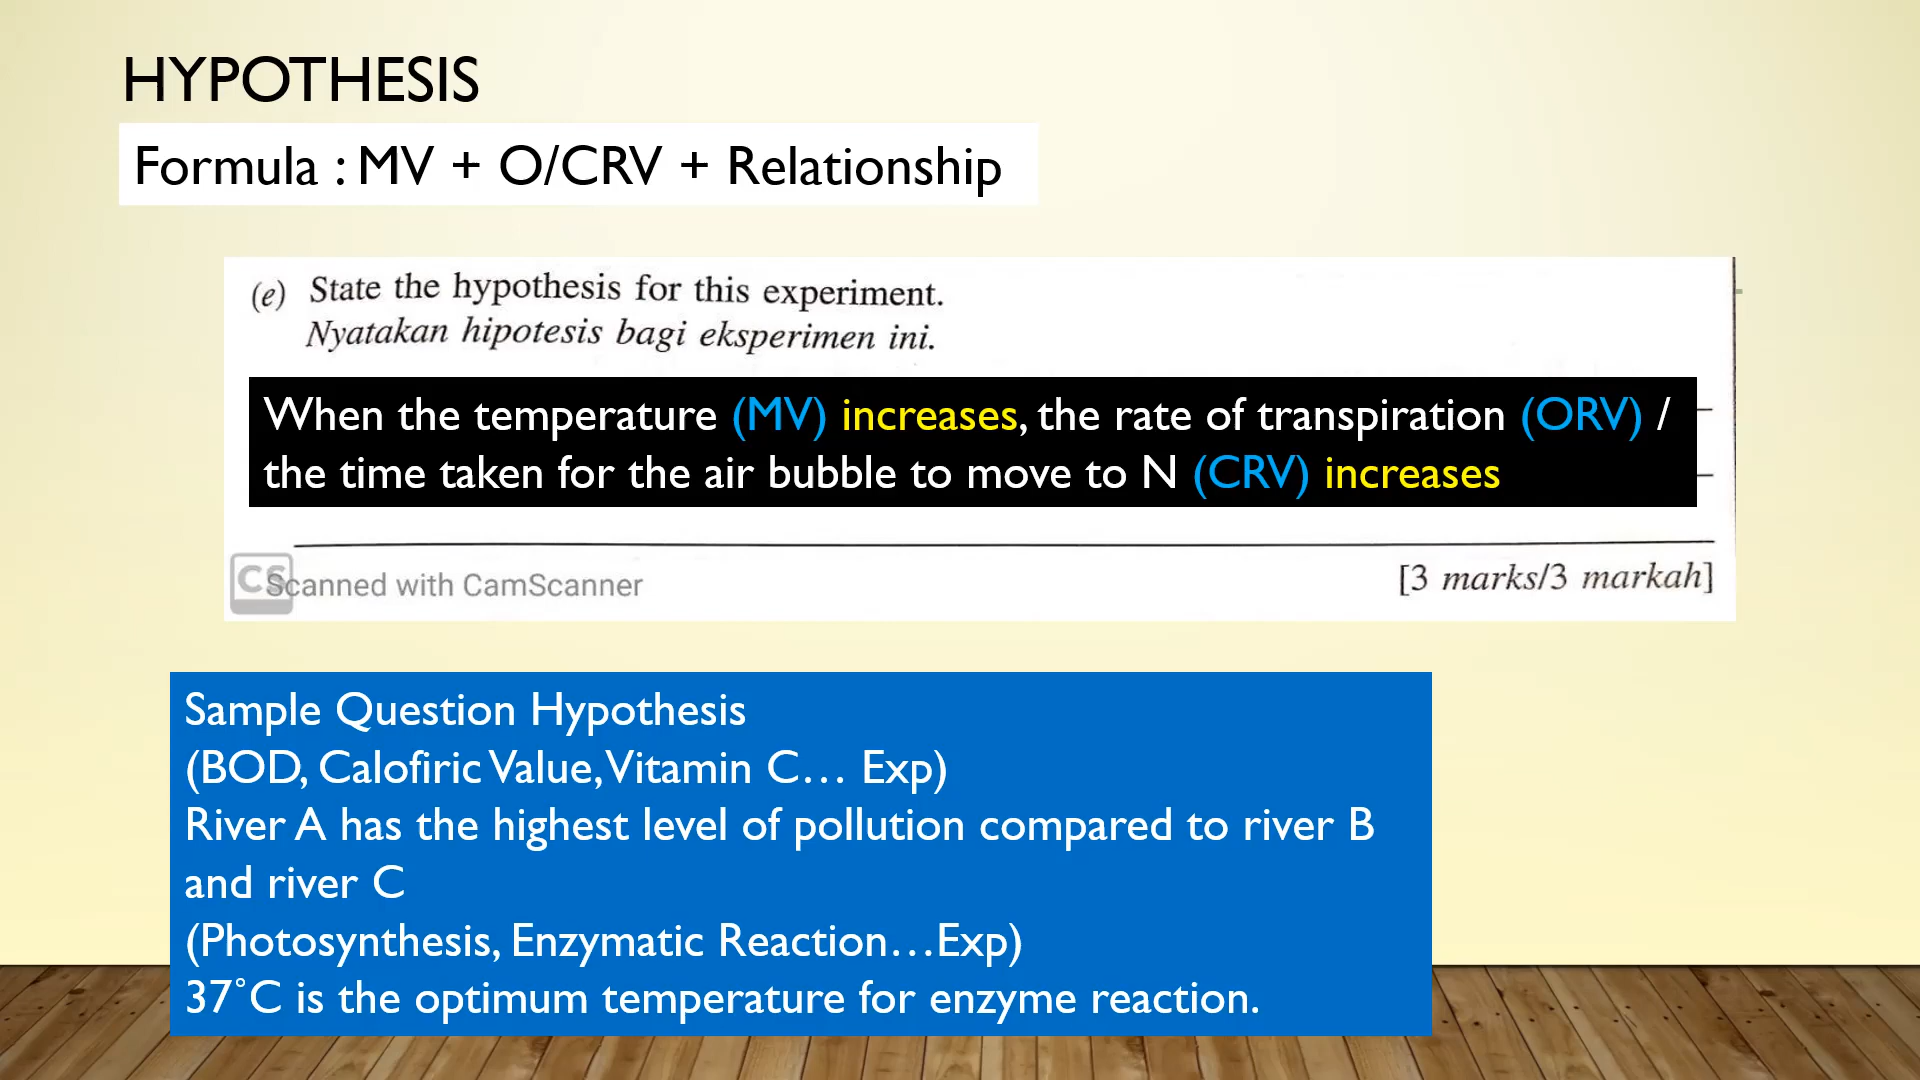 HYPOTHESIS
Formula : MV + O/CRV + Relationship
(e) State the hypothesis for this experiment.
Nyatakan hipotesis bagi eksperimen ini.
When the temperature (MV) increases, the rate of transpiration (ORV) /
the time taken for the air bubble to move to N (CRV) increases
CS Scanned with CamScanner
[3 marks/3 markah]
Sample Question Hypothesis
(BOD, Calofiric Value, Vitamin C… Exp)
River A has the highest level of pollution compared to river B
and river C
(Photosynthesis, Enzymatic Reaction…Exp)
37˚C is the optimum temperature for enzyme reaction.